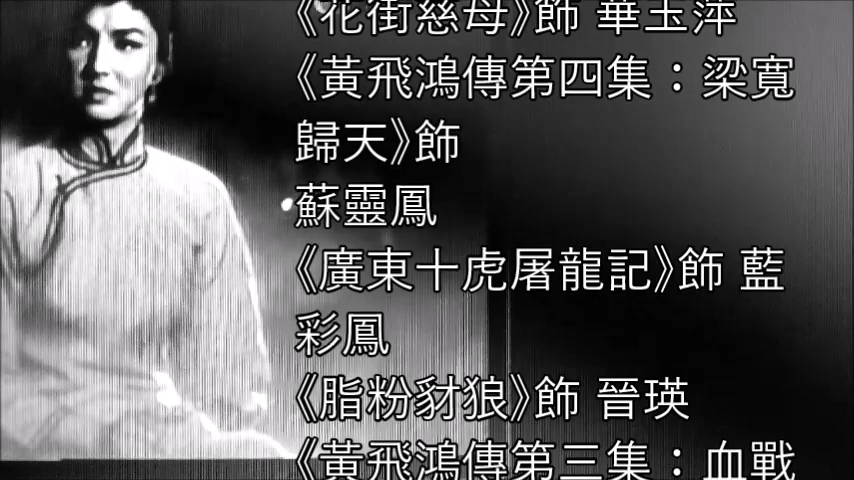 《花街慈母》飾 華玉萍
《黃飛鴻傳第四集：梁寬
歸天》飾
蘇靈鳳
《廣東十虎屠龍記》飾 藍
彩鳳
《脂粉豺狼》飾 晉瑛
《黃飛鴻傳第三集：血戰